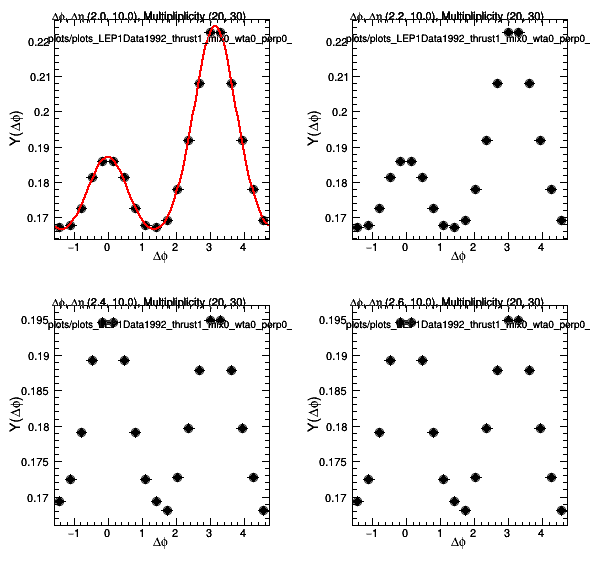 Δφ, Δη (2.0, 10.0), Multipliplicity (20, 30)
plots/plots_LEP1Data1992_thrust1_mix0_wta0_perp0_
Y(Δφ)
0.22
0.21
0.2
0.19
0.18
0.17
−1 0 1 2 3 4
Δφ
Δφ, Δη (2.2, 10.0), Multipliplicity (20, 30)
plots/plots_LEP1Data1992_thrust1_mix0_wta0_perp0_
Y(Δφ)
0.22
0.21
0.2
0.19
0.18
0.17
−1 0 1 2 3 4
Δφ
Δφ, Δη (2.4, 10.0), Multipliplicity (20, 30)
plots/plots_LEP1Data1992_thrust1_mix0_wta0_perp0_
Y(Δφ)
0.195
0.19
0.185
0.18
0.175
0.17
−1 0 1 2 3 4
Δφ
Δφ, Δη (2.6, 10.0), Multipliplicity (20, 30)
plots/plots_LEP1Data1992_thrust1_mix0_wta0_perp0_
Y(Δφ)
0.195
0.19
0.185
0.18
0.175
0.17
−1 0 1 2 3 4
Δφ